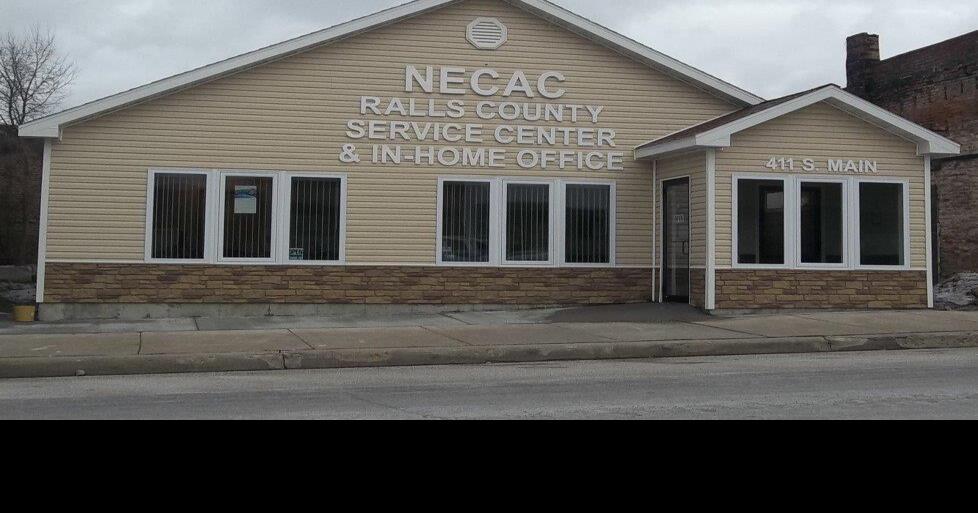 NECAC
RALLS COUNTY
SERVICE CENTER
& IN-HOME OFFICE
411 S. MAIN